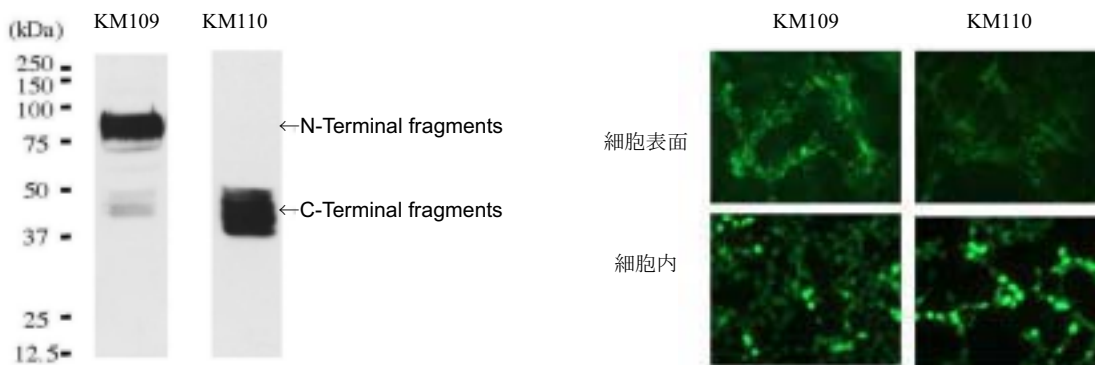 KM109 KM110
(kDa)
250
150
100
75
50
37
25
12.5
←N-Terminal fragments
←C-Terminal fragments
KM109 KM110
細胞表面
細胞内